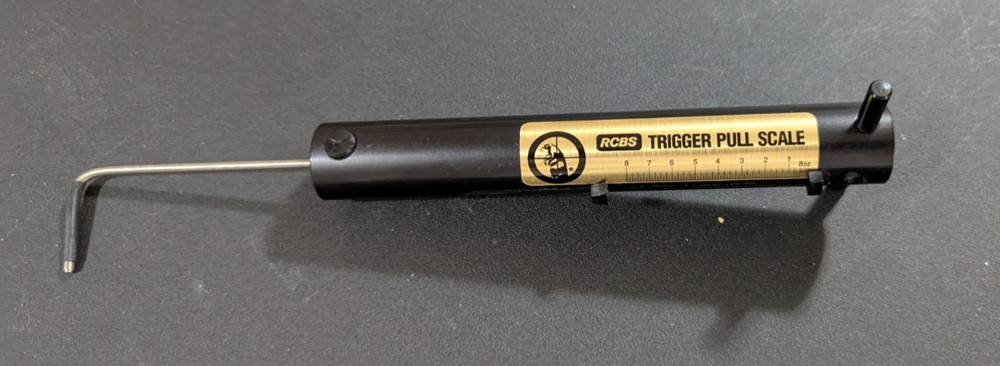 RCBS TRIGGER PULL SCALE
8 7 6 5 4 3 2 1 8oz